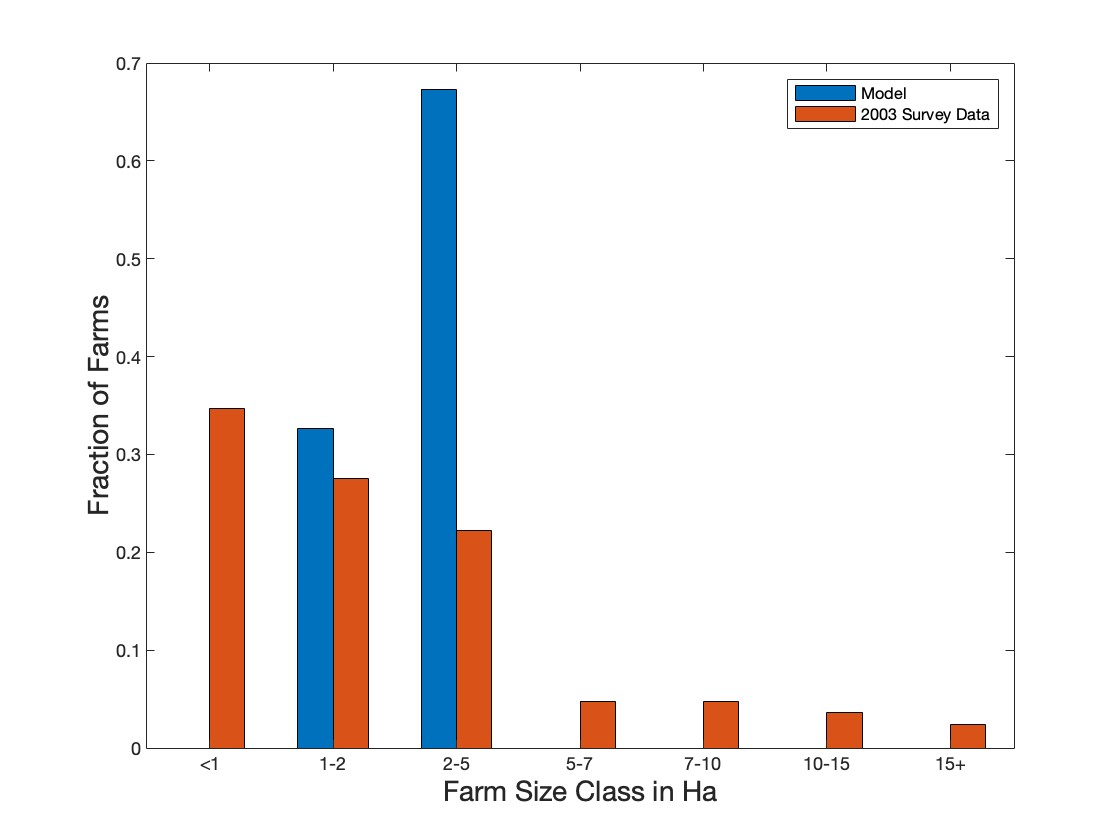 0.7
0.6
0.5
0.4
0.3
0.2
0.1
0
Fraction of Farms
Model
2003 Survey Data
<1 1-2 2-5 5-7 7-10 10-15 15+
Farm Size Class in Ha